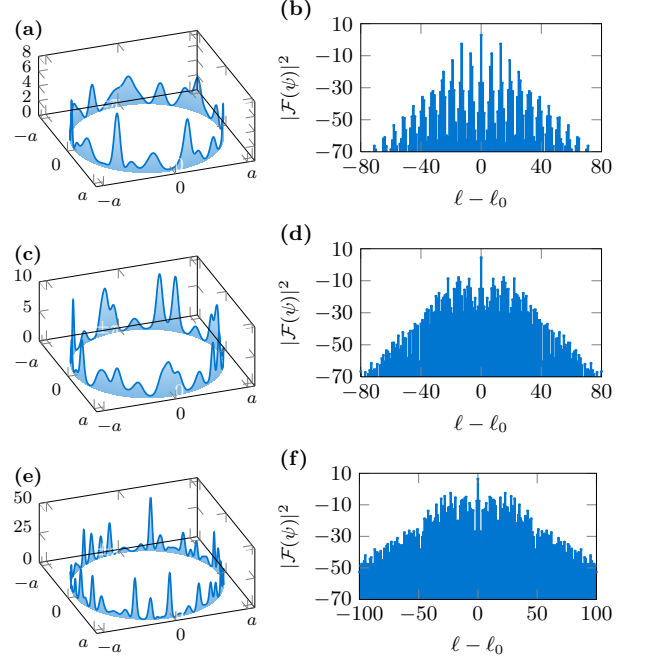 (a)
8
6
4
2
0
−a
0
a
−a
0
a
(b)
10
−10
−30
−50
−70
−80
−40
0
40
80
|ℱ(ψ)|²
ℓ − ℓ₀
(c)
10
5
0
−a
0
a
−a
0
a
(d)
10
−10
−30
−50
−70
−80
−40
0
40
80
|ℱ(ψ)|²
ℓ − ℓ₀
(e)
50
25
0
−a
0
a
−a
0
a
(f)
10
−10
−30
−50
−70
−100
−50
0
50
100
|ℱ(ψ)|²
ℓ − ℓ₀